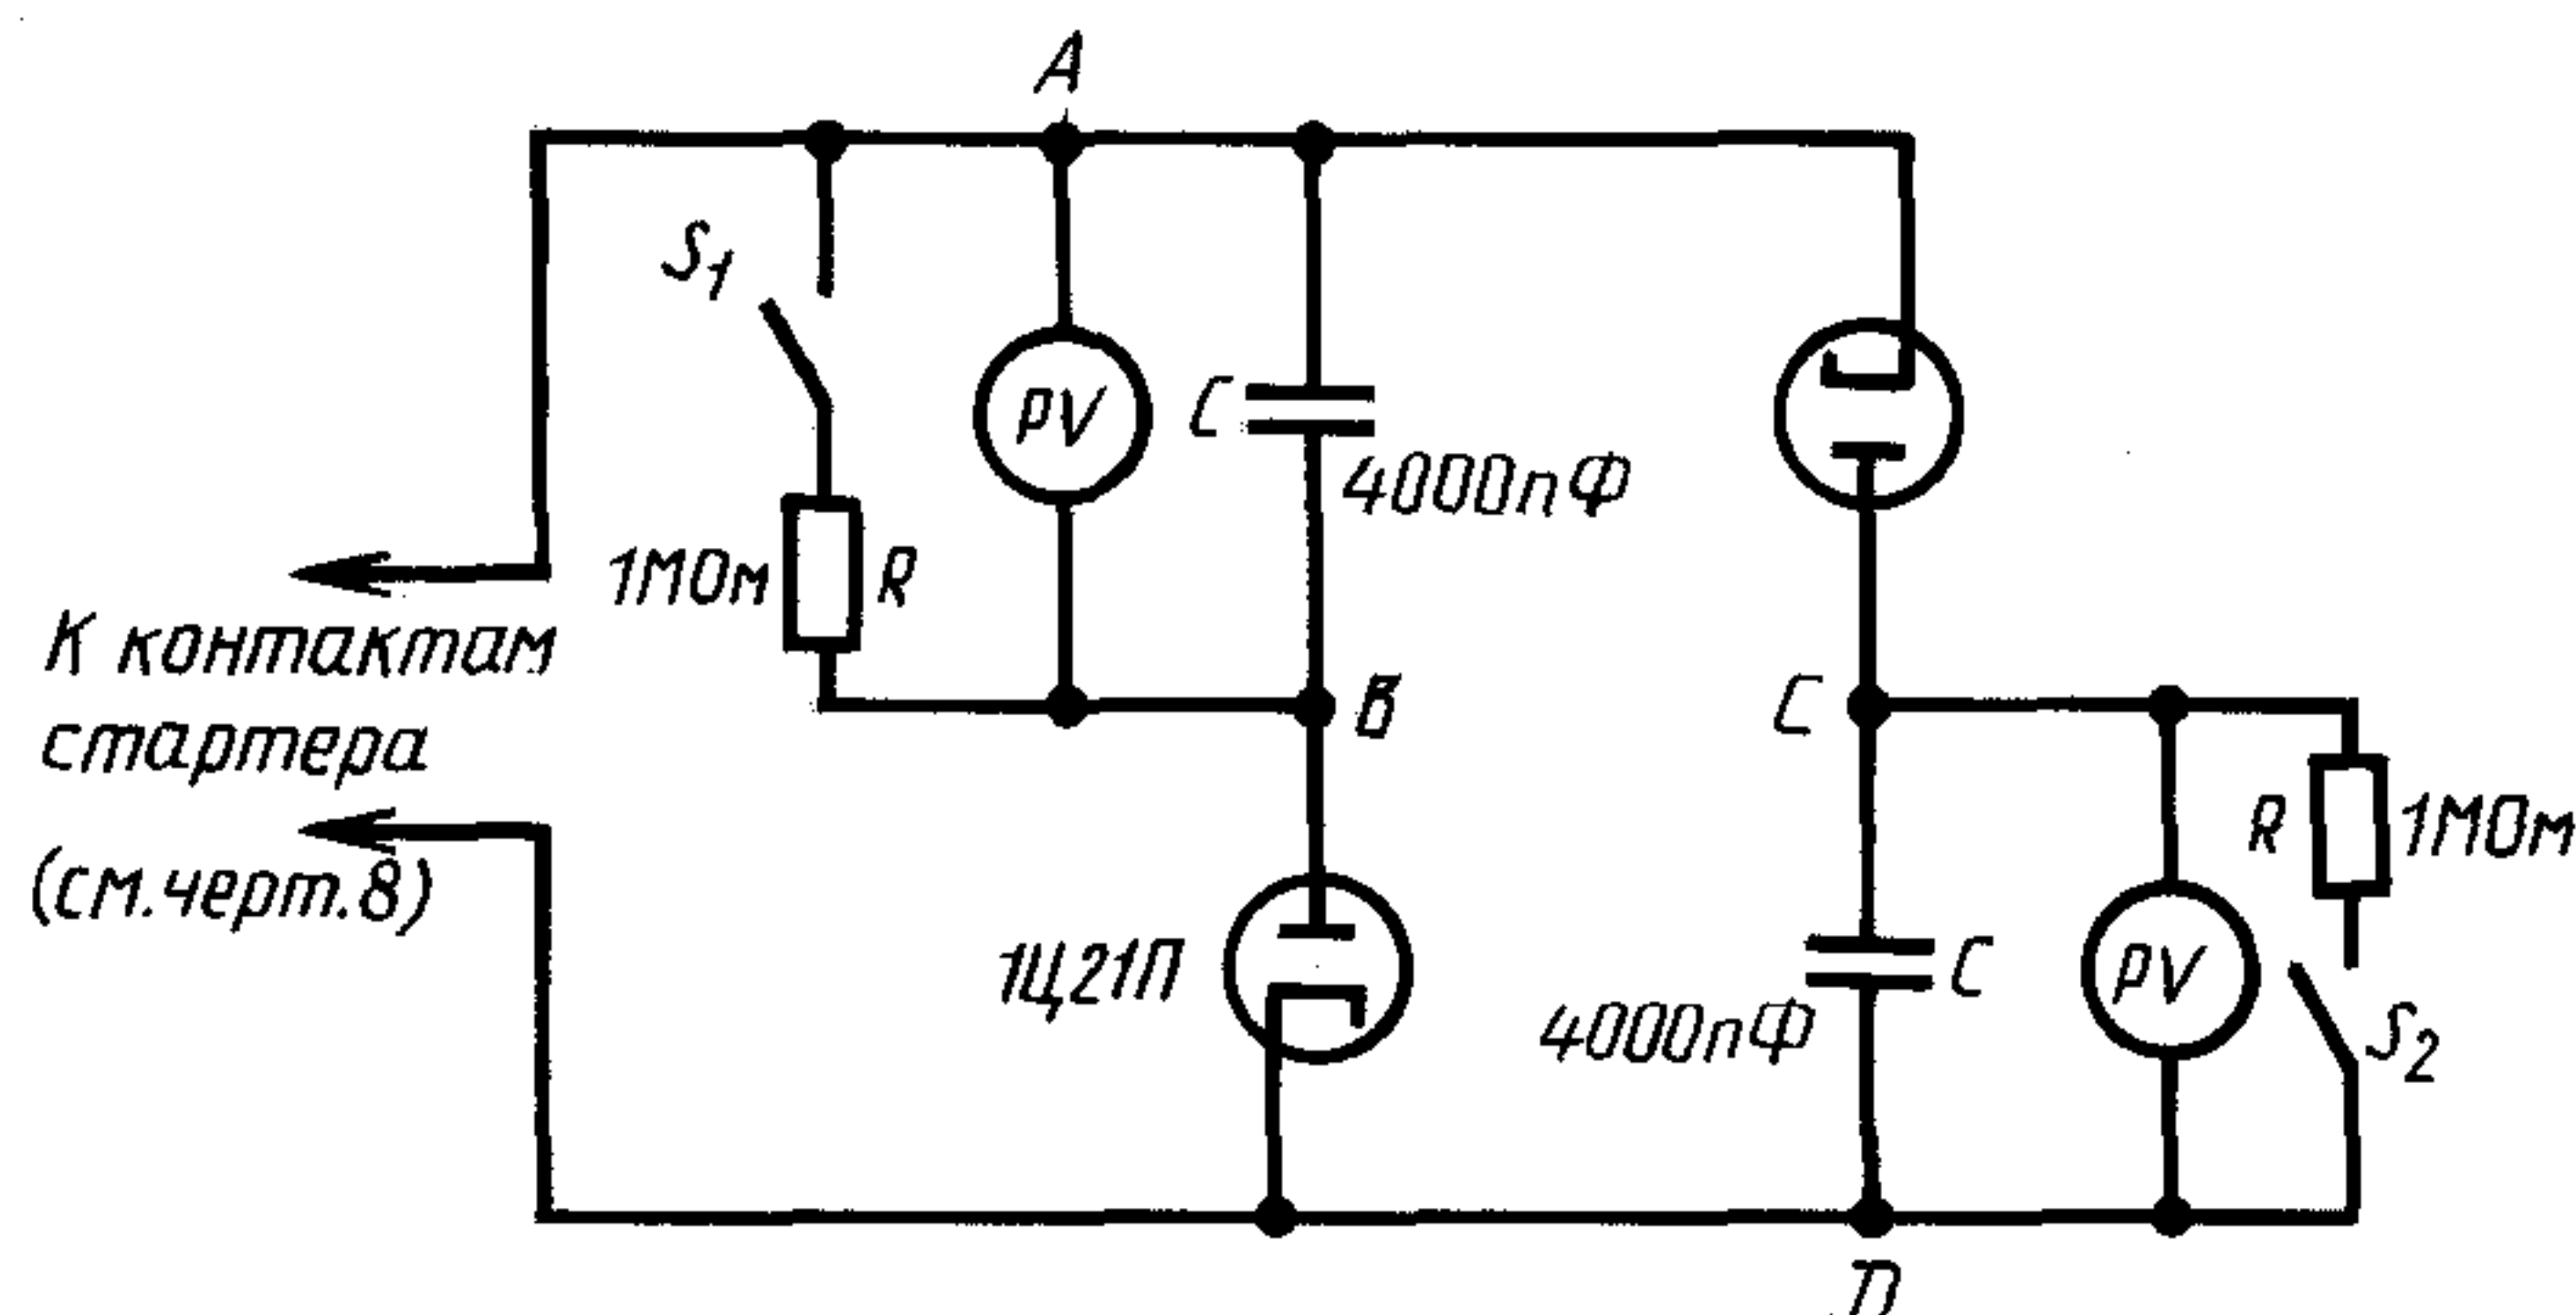 A
S1
PV
C
4000пФ
1МОм
R
К контактам
стартера
(см.черт.8)
B
C
1Ц21П
R
1МОм
C
4000пФ
PV
S2
D